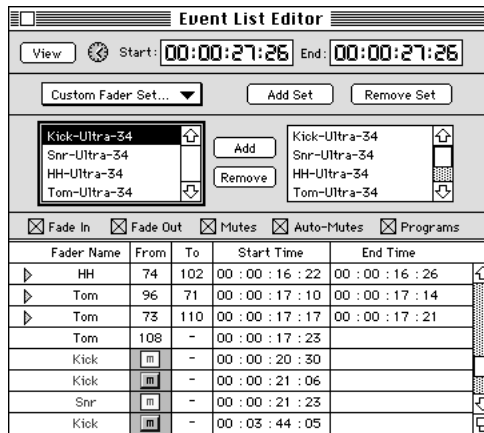 Event List Editor
View Start: 00:00:27:26 End: 00:00:27:26
Custom Fader Set... Add Set Remove Set
Kick-Ultra-34 Add Kick-Ultra-34
Snr-Ultra-34 Snr-Ultra-34
HH-Ultra-34 Remove HH-Ultra-34
Tom-Ultra-34 Tom-Ultra-34
Fade In Fade Out Mutes Auto-Mutes Programs
Fader Name From To Start Time End Time
HH 74 102 00 : 00 : 16 : 22 00 : 00 : 16 : 26
Tom 96 71 00 : 00 : 17 : 10 00 : 00 : 17 : 14
Tom 73 110 00 : 00 : 17 : 17 00 : 00 : 17 : 21
Tom 108 - 00 : 00 : 17 : 23
Kick m - 00 : 00 : 20 : 30
Kick m - 00 : 00 : 21 : 06
Snr m - 00 : 00 : 21 : 23
Kick m - 00 : 03 : 44 : 05